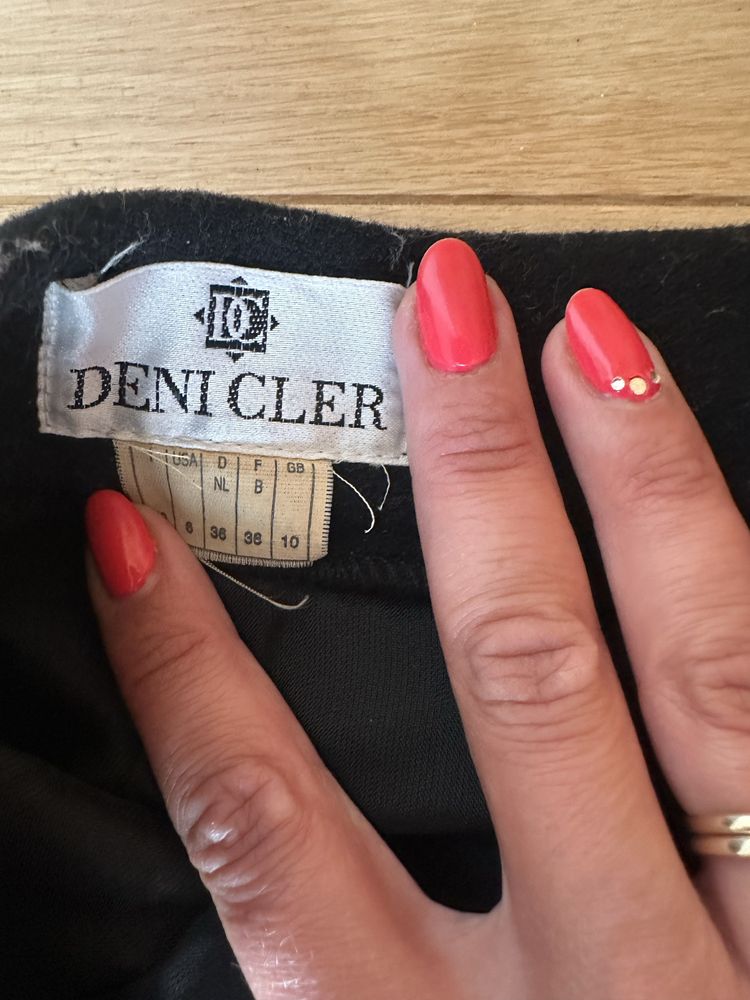 DC
DENI CLER
USA D F GB
NL B
6 36 38 10